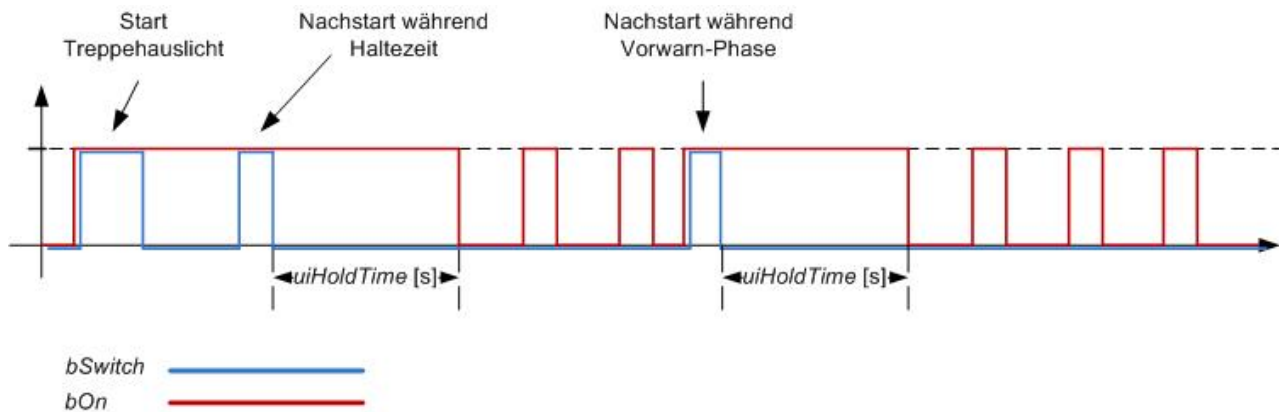 Start
Treppehauslicht
Nachstart während
Haltezeit
Nachstart während
Vorwarn-Phase
uiHoldTime [s]
uiHoldTime [s]
bSwitch
bOn